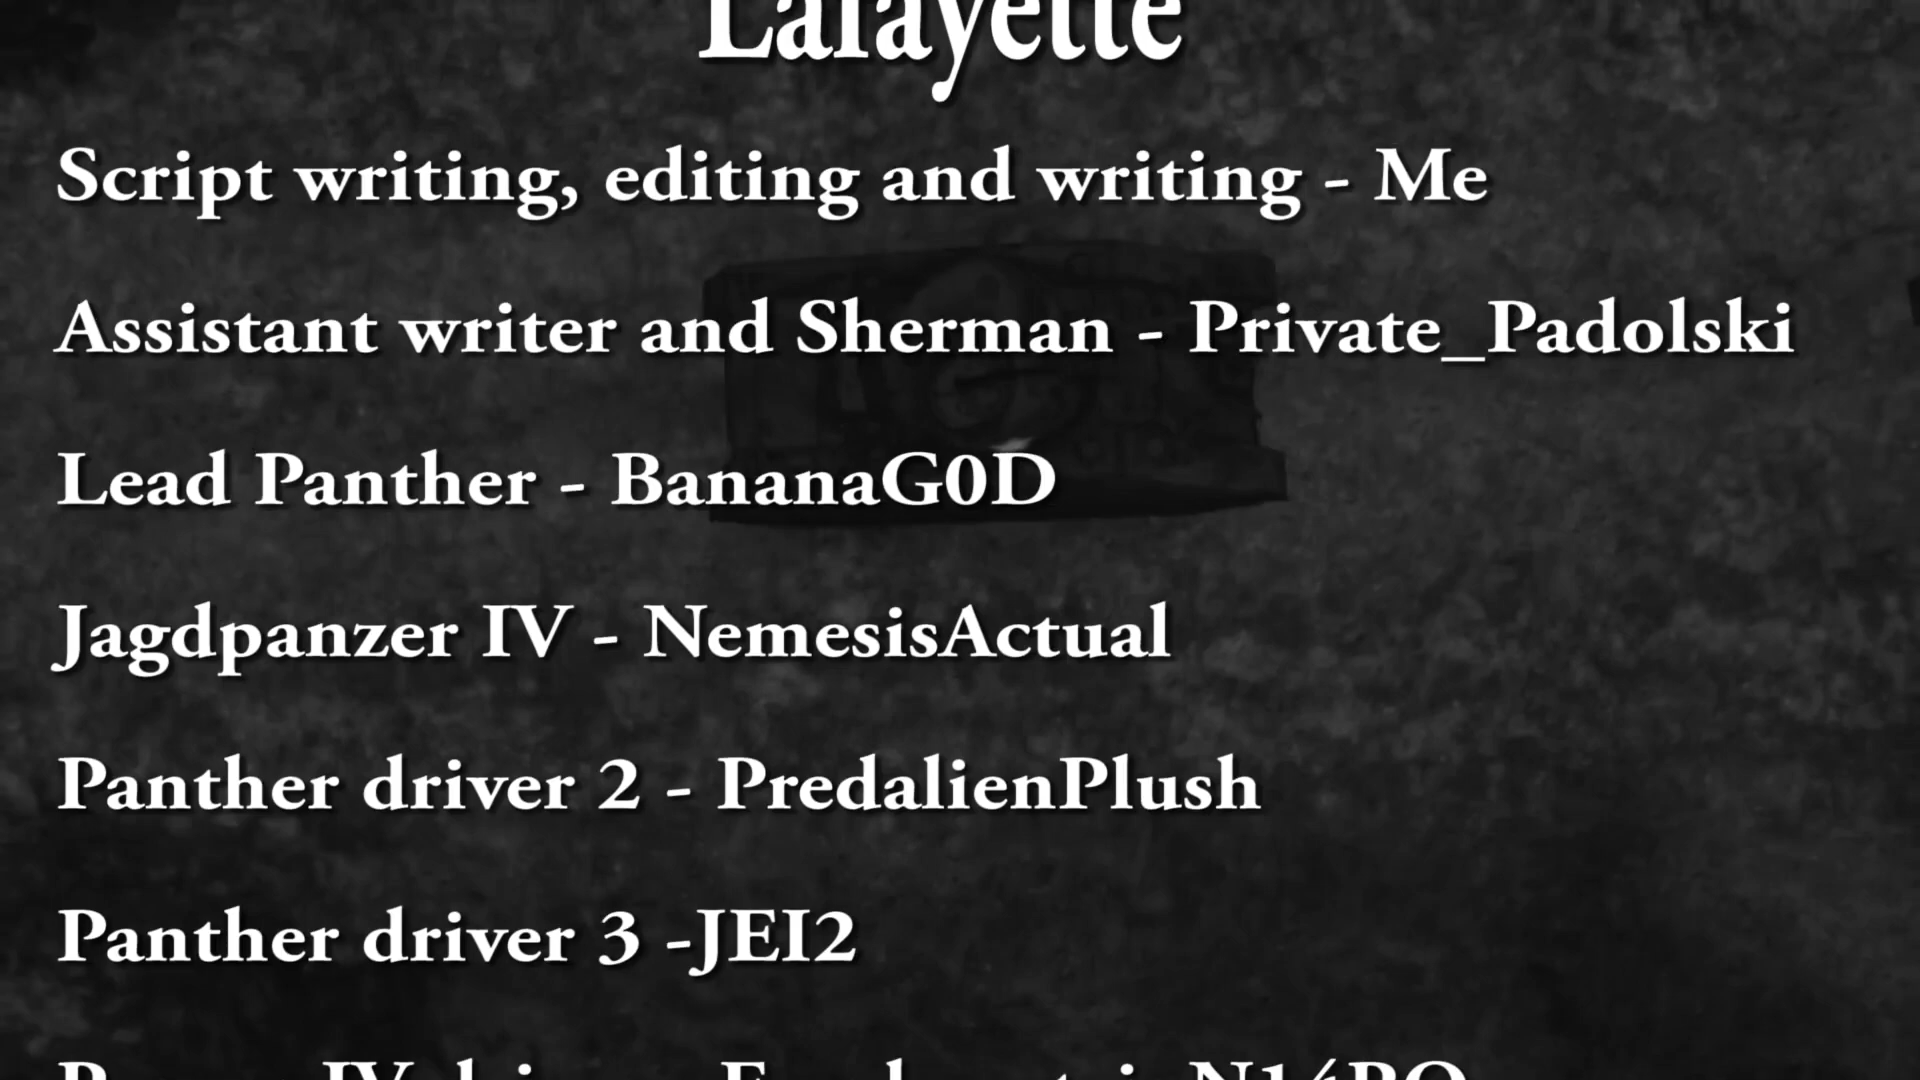 Lafayette
Script writing, editing and writing - Me
Assistant writer and Sherman - Private_Padolski
Lead Panther - BananaG0D
Jagdpanzer IV - NemesisActual
Panther driver 2 - PredalienPlush
Panther driver 3 -JEI2